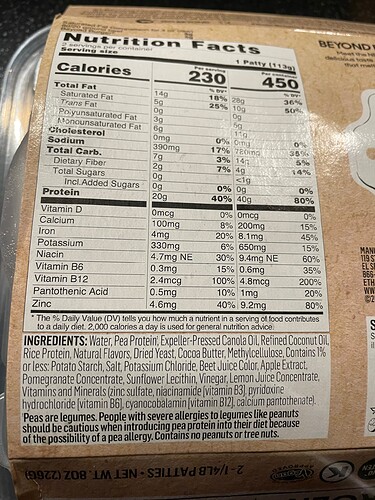 Nutrition Facts
2 servings per container
Serving size 1 Patty (113g)
Calories 230 450
% DV* % DV*
Total Fat 14g 18% 28g 36%
Saturated Fat 5g 25% 50%
Trans Fat 0g 0g
Polyunsaturated Fat 3g 5g
Monounsaturated Fat 6g
Cholesterol 0mg 0% 0mg 0%
Sodium 390mg 17% 780mg 35%
Total Carb. 7g 3% 14g 5%
Dietary Fiber 2g 7% 4g 14%
Total Sugars 0g <1g
Incl.Added Sugars 0g 0% 0g 0%
Protein 20g 40% 40g 80%
Vitamin D 0mcg 0% 0mcg 0%
Calcium 100mg 8% 200mg 15%
Iron 4mg 20% 8.1mg 45%
Potassium 330mg 6% 650mg 15%
Niacin 4.7mg NE 30% 9.4mg NE 60%
Vitamin B6 0.3mg 15% 0.6mg 35%
Vitamin B12 2.4mcg 100% 4.8mcg 200%
Pantothenic Acid 0.5mg 10% 1mg 20%
Zinc 4.6mg 40% 9.2mg 80%
* The % Daily Value (DV) tells you how much a nutrient in a serving of food contributes
to a daily diet. 2,000 calories a day is used for general nutrition advice.
INGREDIENTS: Water, Pea Protein, Expeller-Pressed Canola Oil, Refined Coconut Oil,
Rice Protein, Natural Flavors, Dried Yeast, Cocoa Butter, Methylcellulose, Contains 1%
or less: Potato Starch, Salt, Potassium Chloride, Beet Juice Color, Apple Extract,
Pomegranate Concentrate, Sunflower Lecithin, Vinegar, Lemon Juice Concentrate,
Vitamins and Minerals (zinc sulfate, niacinamide [vitamin B3], pyridoxine
hydrochloride [vitamin B6], cyanocobalamin [vitamin B12], calcium pantothenate).
Peas are legumes. People with severe allergies to legumes like peanuts
should be cautious when introducing pea protein into their diet because
of the possibility of a pea allergy. Contains no peanuts or tree nuts.
BEYOND
2-1/4LB PATTIES • NET WT. 8OZ (226G)